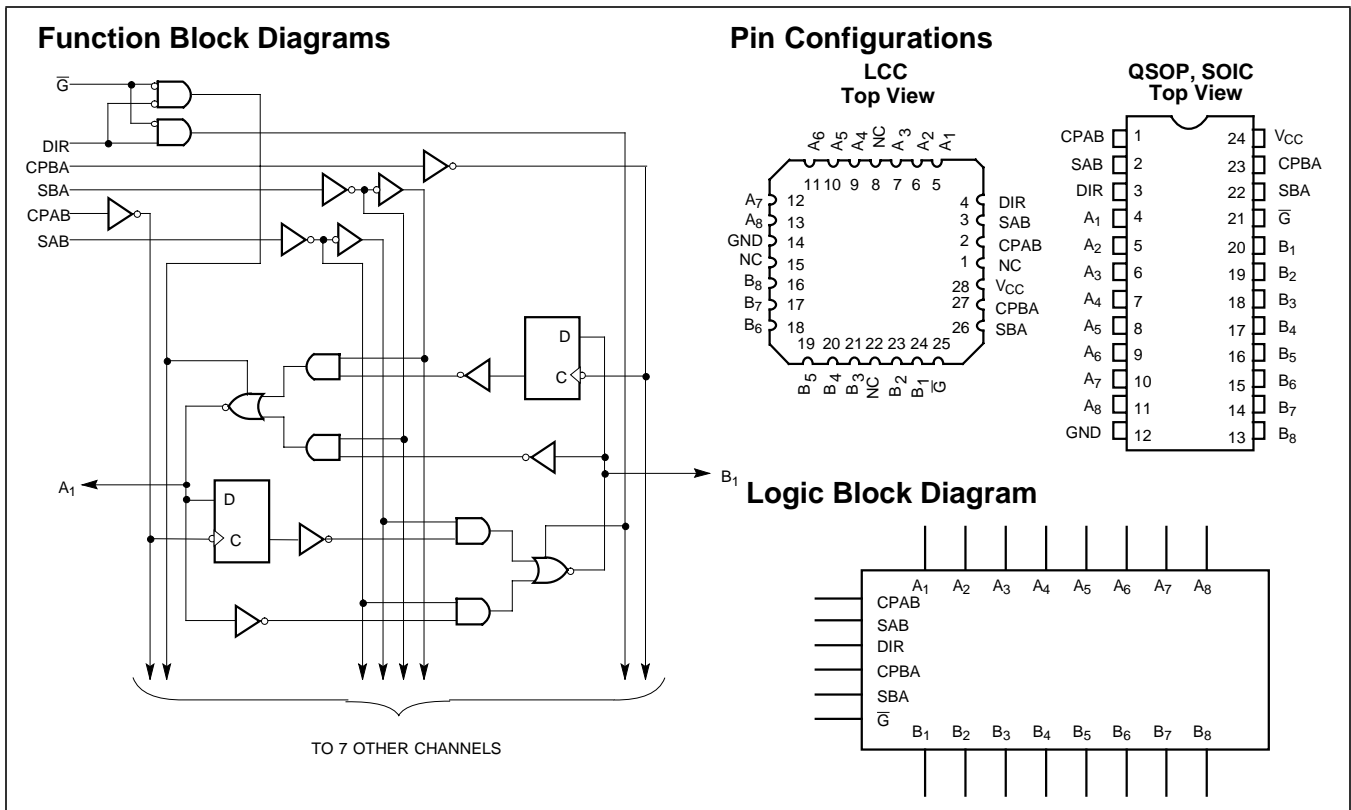 Function Block Diagrams
G̅
DIR
CPBA
SBA
CPAB
SAB
D
C
A1
B1
D
C
TO 7 OTHER CHANNELS
Pin Configurations
LCC
Top View
A6 A5 A4 NC A3 A2 A1
11 10 9 8 7 6 5
A7 12
A8 13
GND 14
NC 15
B8 16
B7 17
B6 18
4 DIR
3 SAB
2 CPAB
1 NC
28 VCC
27 CPBA
26 SBA
19 20 21 22 23 24 25
B5 B4 B3 NC B2 B1 G̅
QSOP, SOIC
Top View
CPAB 1 24 VCC
SAB 2 23 CPBA
DIR 3 22 SBA
A1 4 21 G̅
A2 5 20 B1
A3 6 19 B2
A4 7 18 B3
A5 8 17 B4
A6 9 16 B5
A7 10 15 B6
A8 11 14 B7
GND 12 13 B8
Logic Block Diagram
A1 A2 A3 A4 A5 A6 A7 A8
CPAB
SAB
DIR
CPBA
SBA
G̅
B1 B2 B3 B4 B5 B6 B7 B8